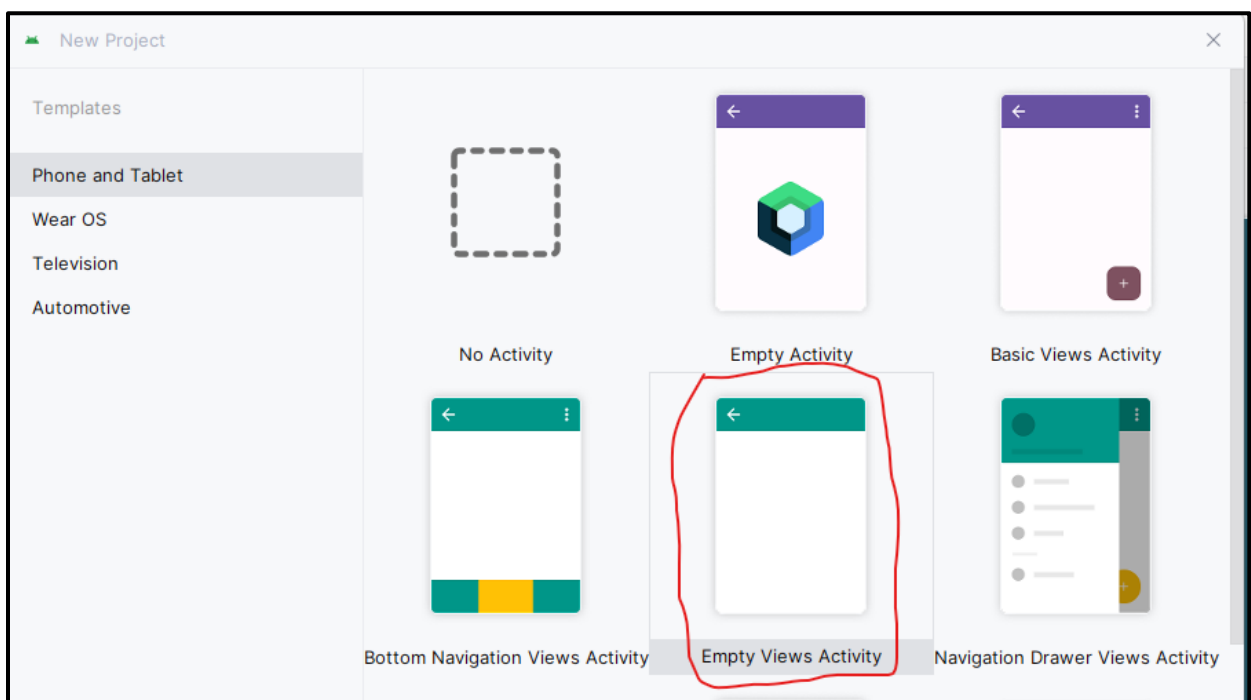 New Project
Templates
Phone and Tablet
Wear OS
Television
Automotive
No Activity
Empty Activity
Basic Views Activity
Bottom Navigation Views Activity
Empty Views Activity
Navigation Drawer Views Activity